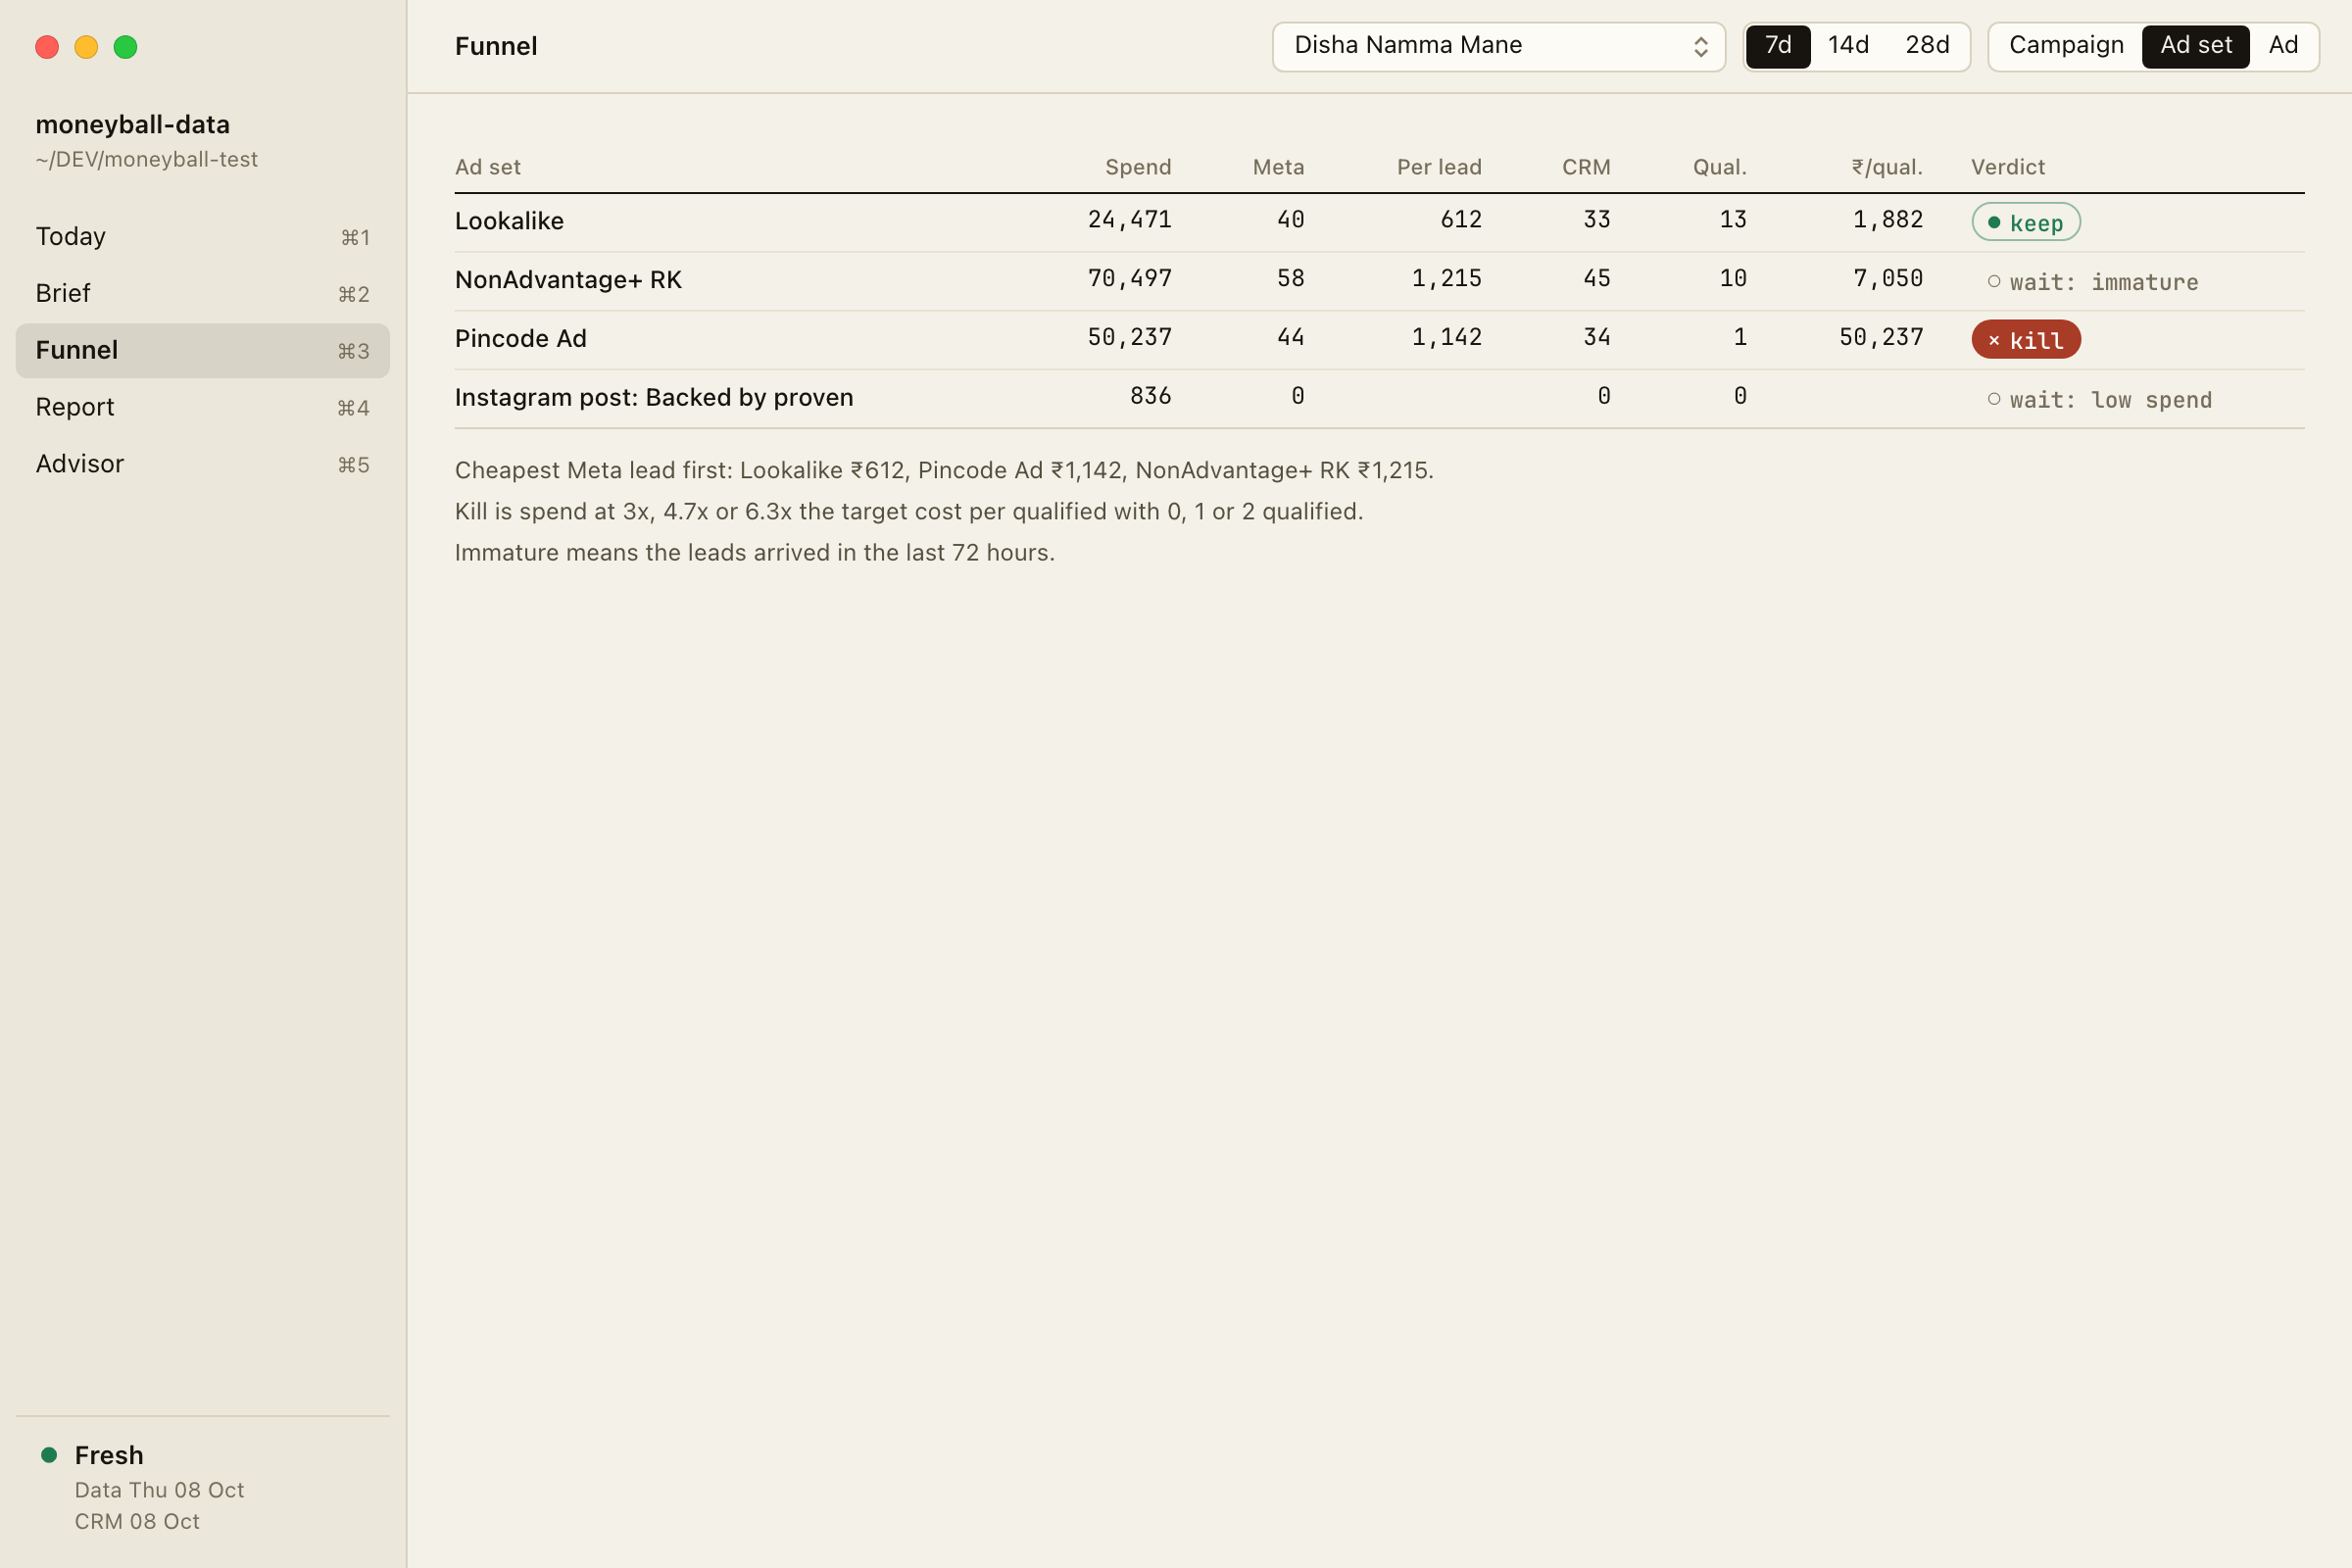 Funnel
Disha Namma Mane
7d 14d 28d
Campaign Ad set Ad
moneyball-data
~/DEV/moneyball-test
Today ⌘1
Brief ⌘2
Funnel ⌘3
Report ⌘4
Advisor ⌘5
Ad set Spend Meta Per lead CRM Qual. ₹/qual. Verdict
Lookalike 24,471 40 612 33 13 1,882 keep
NonAdvantage+ RK 70,497 58 1,215 45 10 7,050 wait: immature
Pincode Ad 50,237 44 1,142 34 1 50,237 × kill
Instagram post: Backed by proven 836 0 0 0 wait: low spend
Cheapest Meta lead first: Lookalike ₹612, Pincode Ad ₹1,142, NonAdvantage+ RK ₹1,215.
Kill is spend at 3x, 4.7x or 6.3x the target cost per qualified with 0, 1 or 2 qualified.
Immature means the leads arrived in the last 72 hours.
Fresh
Data Thu 08 Oct
CRM 08 Oct